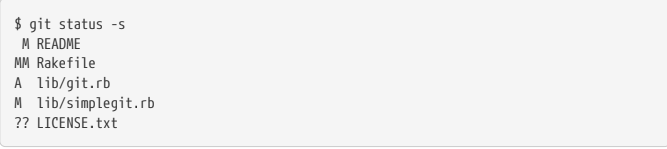 $ git status -s
 M README
MM Rakefile
A  lib/git.rb
M  lib/simplegit.rb
?? LICENSE.txt